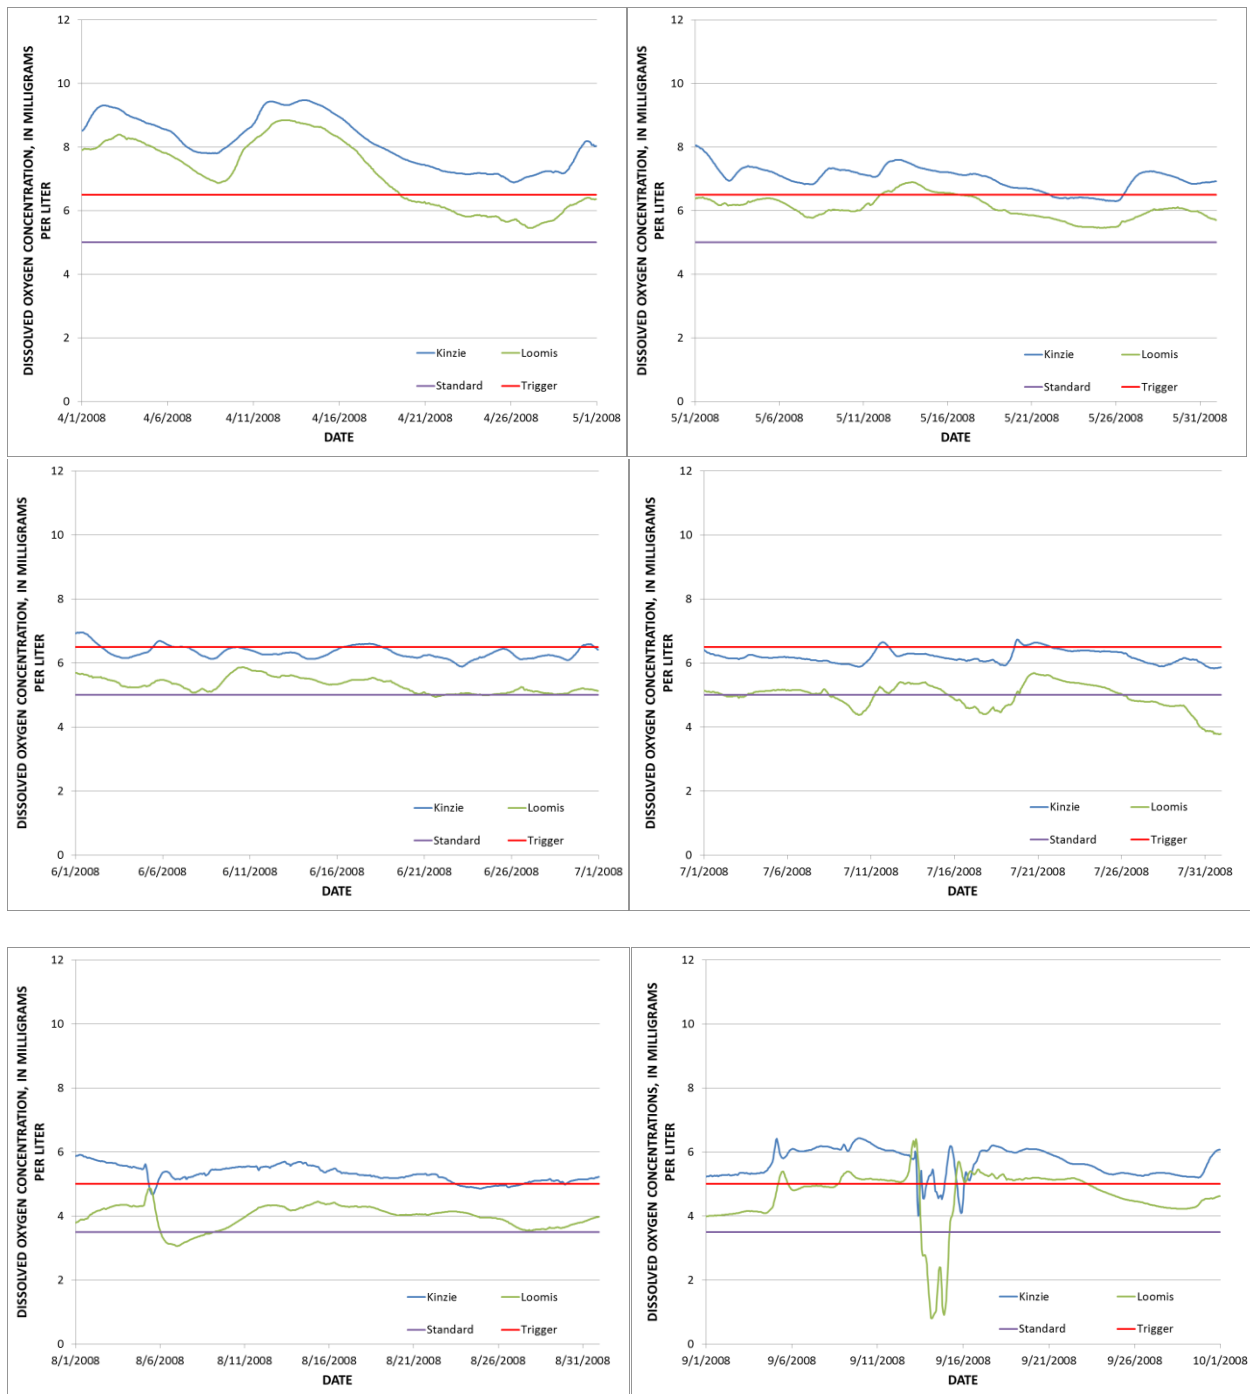 DISSOLVED OXYGEN CONCENTRATION, IN MILLIGRAMS
PER LITER
12
10
8
6
4
2
0
Kinzie
Loomis
Standard
Trigger
4/1/2008
4/6/2008
4/11/2008
4/16/2008
4/21/2008
4/26/2008
5/1/2008
DATE
DISSOLVED OXYGEN CONCENTRATION, IN MILLIGRAMS
PER LITER
12
10
8
6
4
2
0
Kinzie
Loomis
Standard
Trigger
5/1/2008
5/6/2008
5/11/2008
5/16/2008
5/21/2008
5/26/2008
5/31/2008
DATE
DISSOLVED OXYGEN CONCENTRATION, IN MILLIGRAMS
PER LITER
12
10
8
6
4
2
0
Kinzie
Loomis
Standard
Trigger
6/1/2008
6/6/2008
6/11/2008
6/16/2008
6/21/2008
6/26/2008
7/1/2008
DATE
DISSOLVED OXYGEN CONCENTRATION, IN MILLIGRAMS
PER LITER
12
10
8
6
4
2
0
Kinzie
Loomis
Standard
Trigger
7/1/2008
7/6/2008
7/11/2008
7/16/2008
7/21/2008
7/26/2008
7/31/2008
DATE
DISSOLVED OXYGEN CONCENTRATION, IN MILLIGRAMS
PER LITER
12
10
8
6
4
2
0
Kinzie
Loomis
Standard
Trigger
8/1/2008
8/6/2008
8/11/2008
8/16/2008
8/21/2008
8/26/2008
8/31/2008
DATE
DISSOLVED OXYGEN CONCENTRATIONS, IN MILLIGRAMS
PER LITER
12
10
8
6
4
2
0
Kinzie
Loomis
Standard
Trigger
9/1/2008
9/6/2008
9/11/2008
9/16/2008
9/21/2008
9/26/2008
10/1/2008
DATE